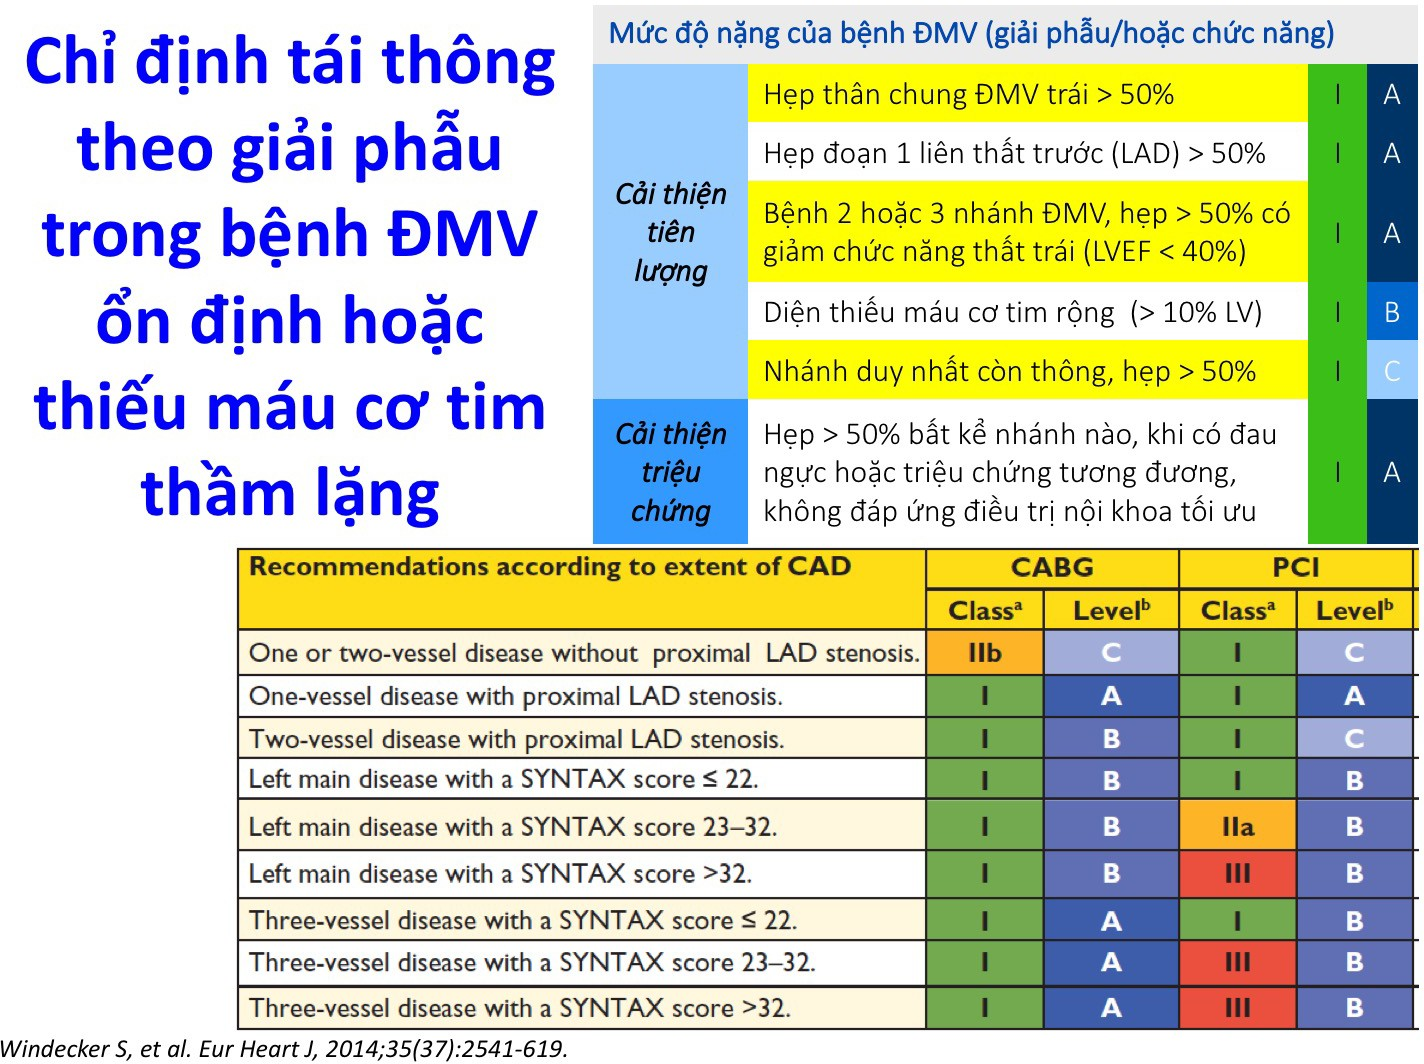 Chỉ định tái thông
theo giải phẫu
trong bệnh ĐMV
ổn định hoặc
thiếu máu cơ tim
thầm lặng
Mức độ nặng của bệnh ĐMV (giải phẫu/hoặc chức năng)
Cải thiện
tiên
lượng
Hẹp thân chung ĐMV trái > 50% I A
Hẹp đoạn 1 liên thất trước (LAD) > 50% I A
Bệnh 2 hoặc 3 nhánh ĐMV, hẹp > 50% có
giảm chức năng thất trái (LVEF < 40%) I A
Diện thiếu máu cơ tim rộng (> 10% LV) I B
Nhánh duy nhất còn thông, hẹp > 50% I C
Cải thiện
triệu
chứng
Hẹp > 50% bất kể nhánh nào, khi có đau
ngực hoặc triệu chứng tương đương, I A
không đáp ứng điều trị nội khoa tối ưu
Recommendations according to extent of CAD CABG PCI
Classᵃ Levelᵇ Classᵃ Levelᵇ
One or two-vessel disease without proximal LAD stenosis. IIb C I C
One-vessel disease with proximal LAD stenosis. I A I A
Two-vessel disease with proximal LAD stenosis. I B I C
Left main disease with a SYNTAX score ≤ 22. I B I B
Left main disease with a SYNTAX score 23–32. I B IIa B
Left main disease with a SYNTAX score >32. I B III B
Three-vessel disease with a SYNTAX score ≤ 22. I A I B
Three-vessel disease with a SYNTAX score 23–32. I A III B
Three-vessel disease with a SYNTAX score >32. I A III B
Windecker S, et al. Eur Heart J, 2014;35(37):2541-619.